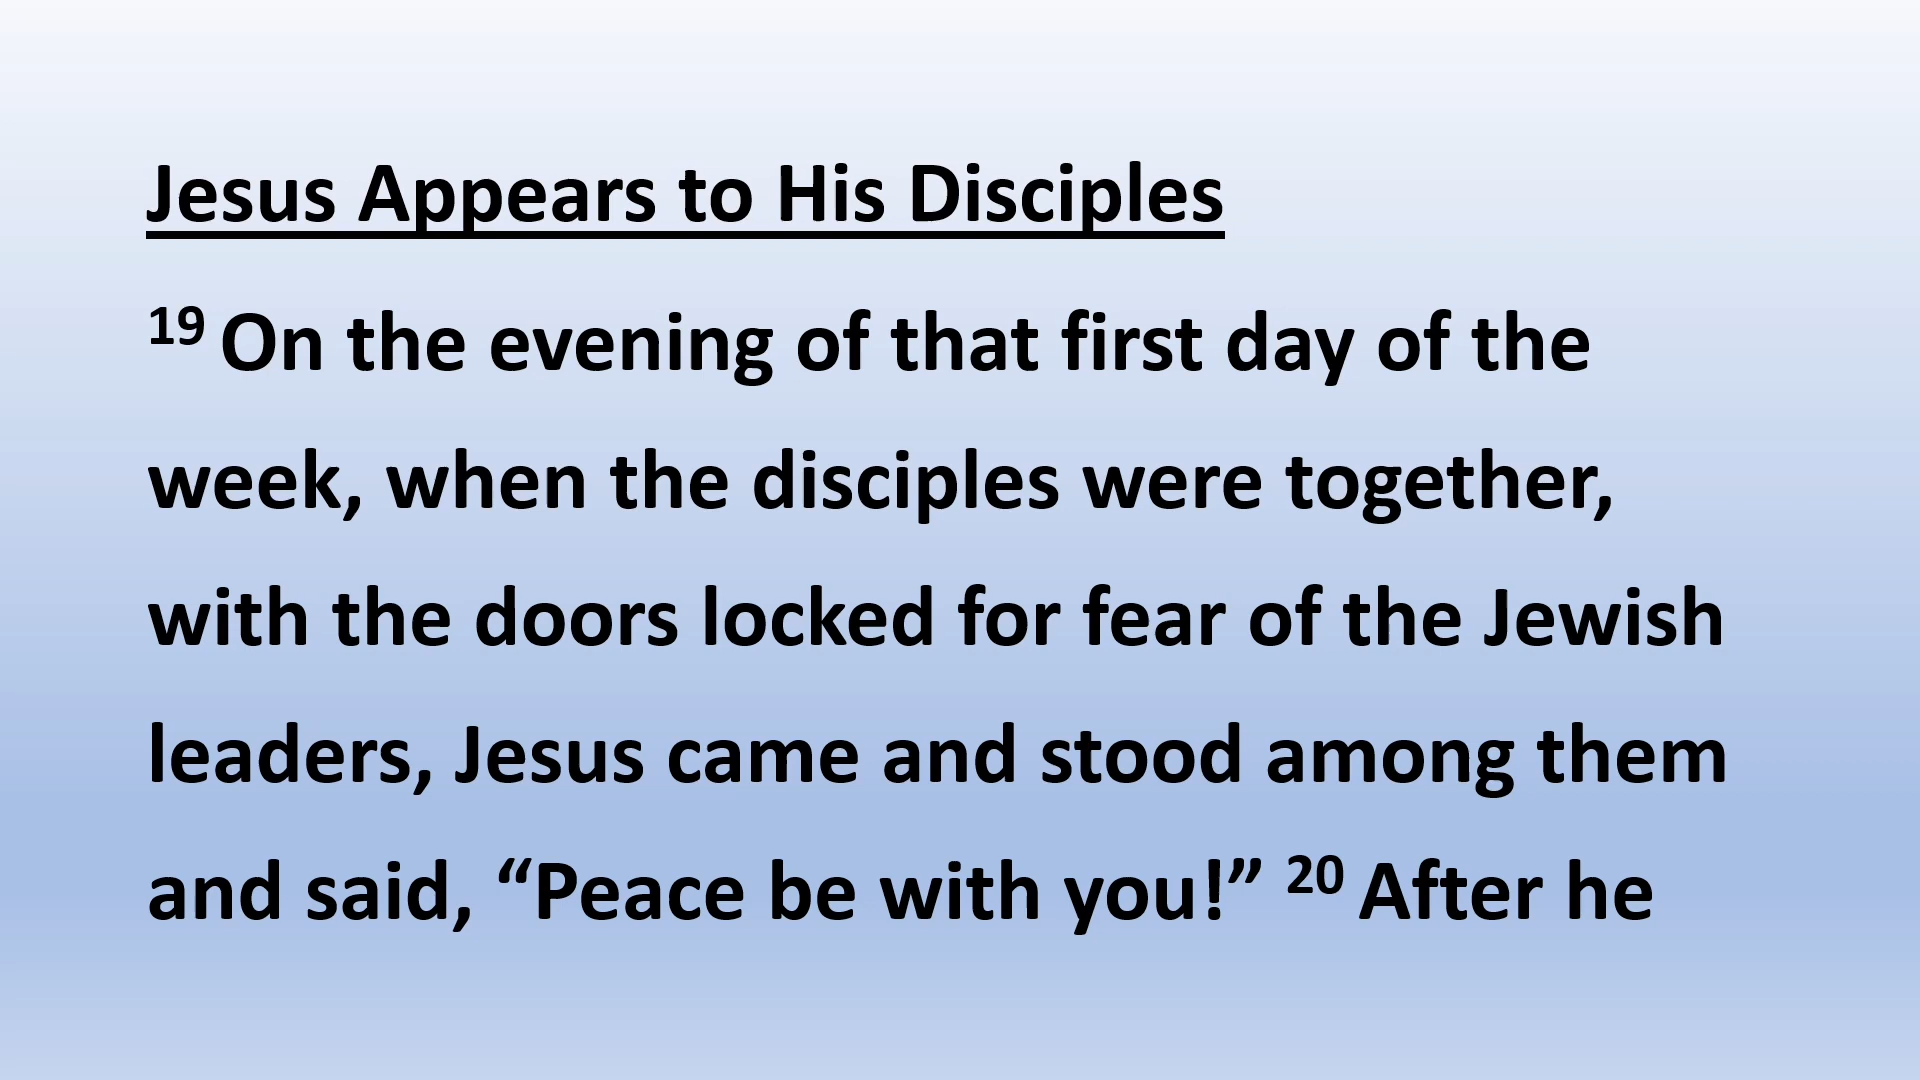 Jesus Appears to His Disciples
19 On the evening of that first day of the
week, when the disciples were together,
with the doors locked for fear of the Jewish
leaders, Jesus came and stood among them
and said, “Peace be with you!” 20 After he